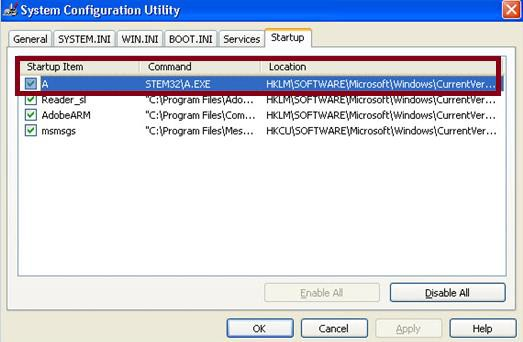 System Configuration Utility
General SYSTEM.INI WIN.INI BOOT.INI Services Startup
Startup Item Command Location
A STEM32\A.EXE HKLM\SOFTWARE\Microsoft\Windows\CurrentVer...
Reader_sl "C:\Program Files\Ado... HKLM\SOFTWARE\Microsoft\Windows\CurrentVer...
AdobeARM "C:\Program Files\Com... HKLM\SOFTWARE\Microsoft\Windows\CurrentVer...
msmsgs "C:\Program Files\Mes... HKCU\SOFTWARE\Microsoft\Windows\CurrentVer...
Enable All Disable All
OK Cancel Apply Help